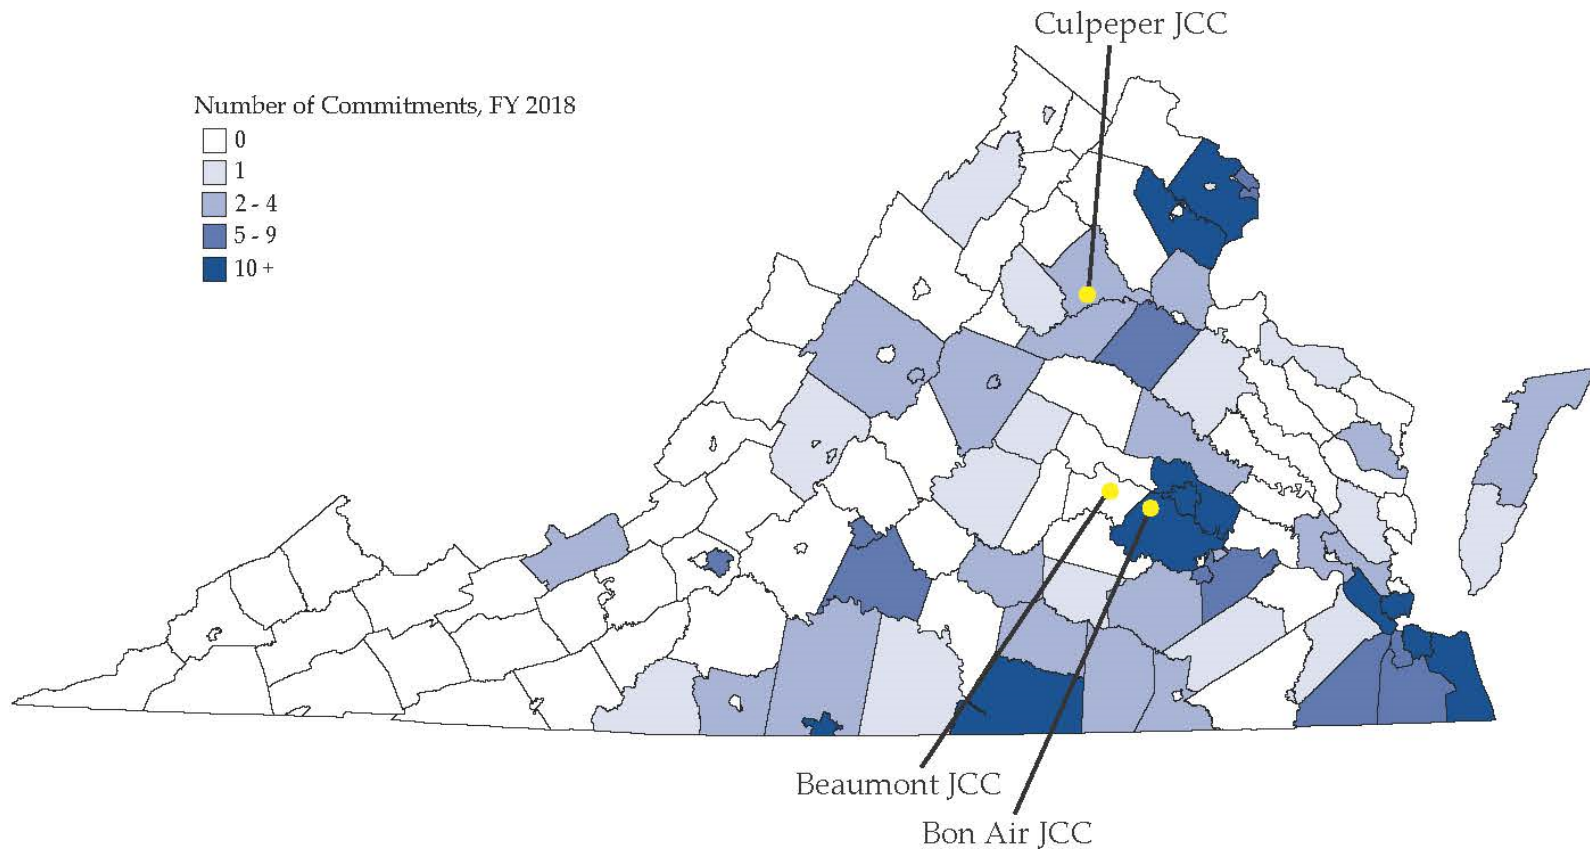 Culpeper JCC
Number of Commitments, FY 2018
0
1
2 - 4
5 - 9
10 +
Beaumont JCC
Bon Air JCC